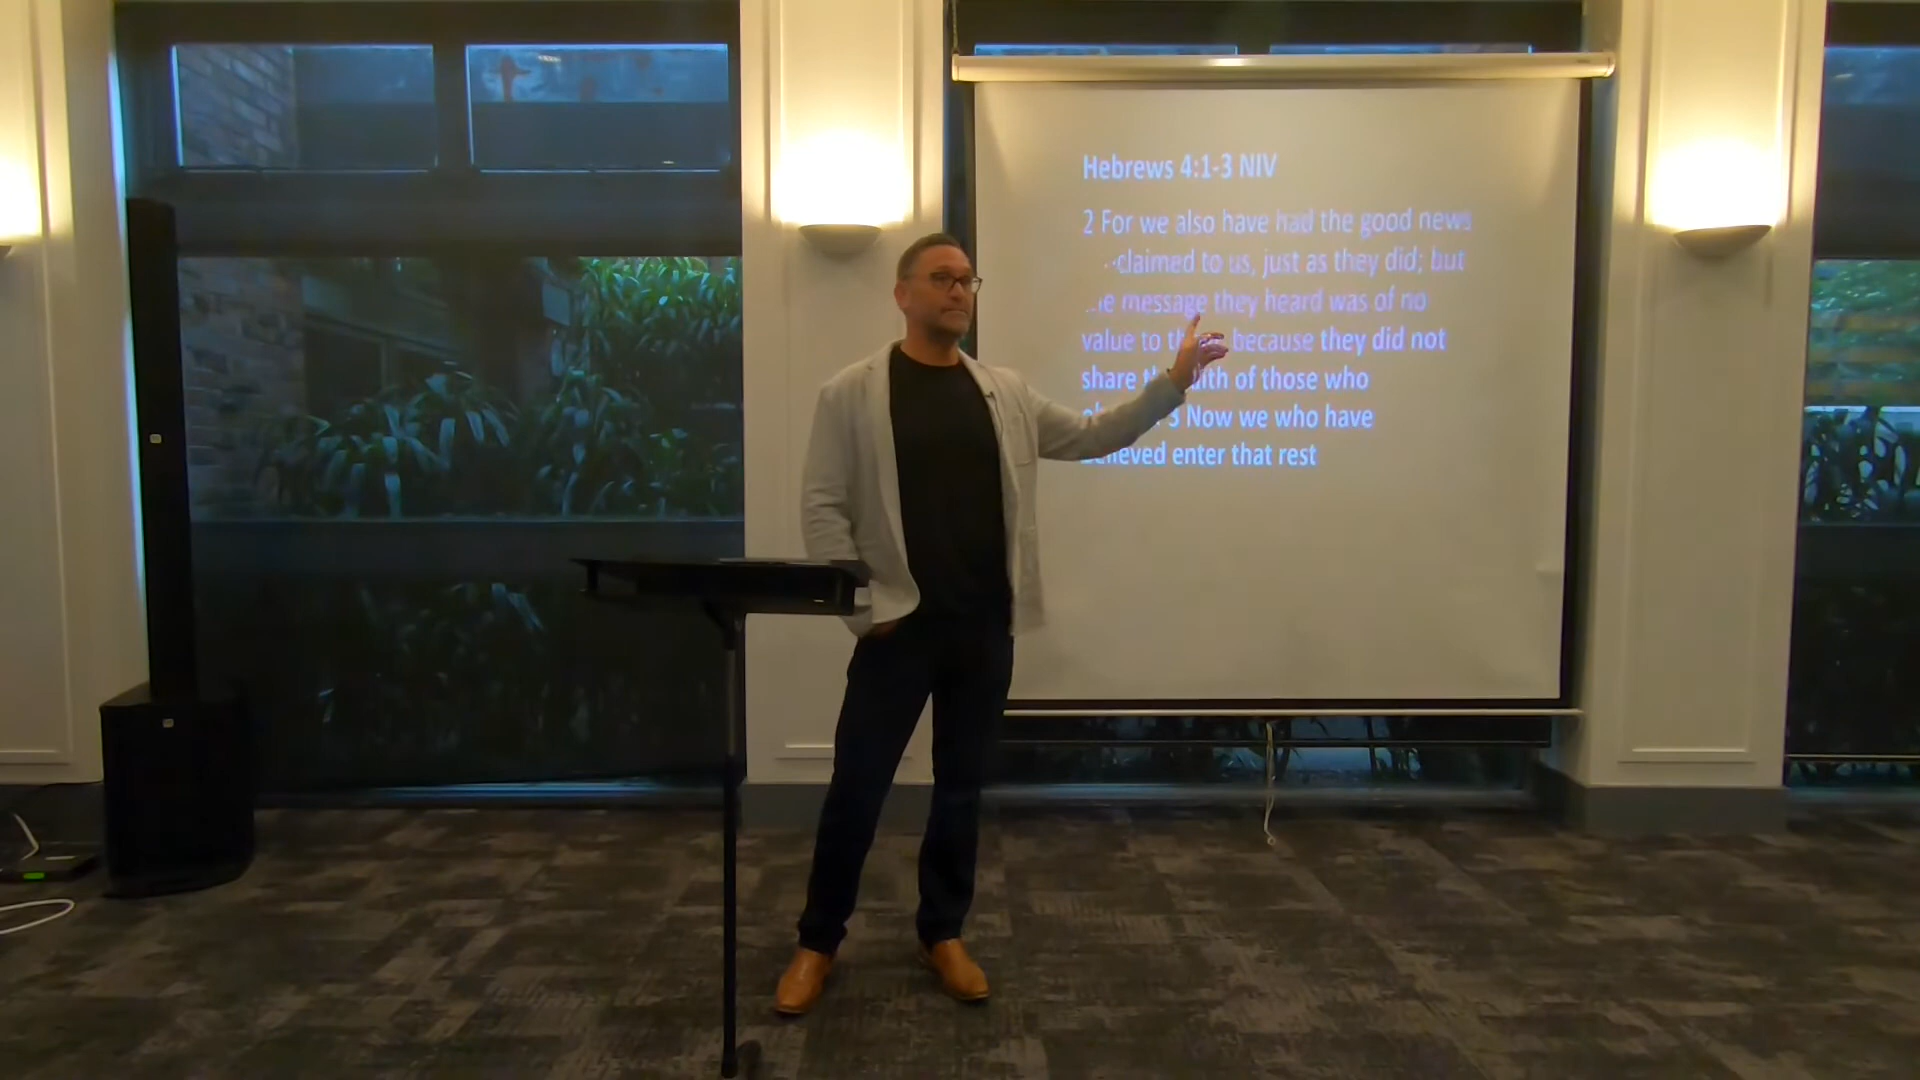 Hebrews 4:1-3 NIV
2 For we also have had the good news
claimed to us, just as they did; but
message they heard was of no
value to because they did not
share of those who
3 Now we who have
believed enter that rest